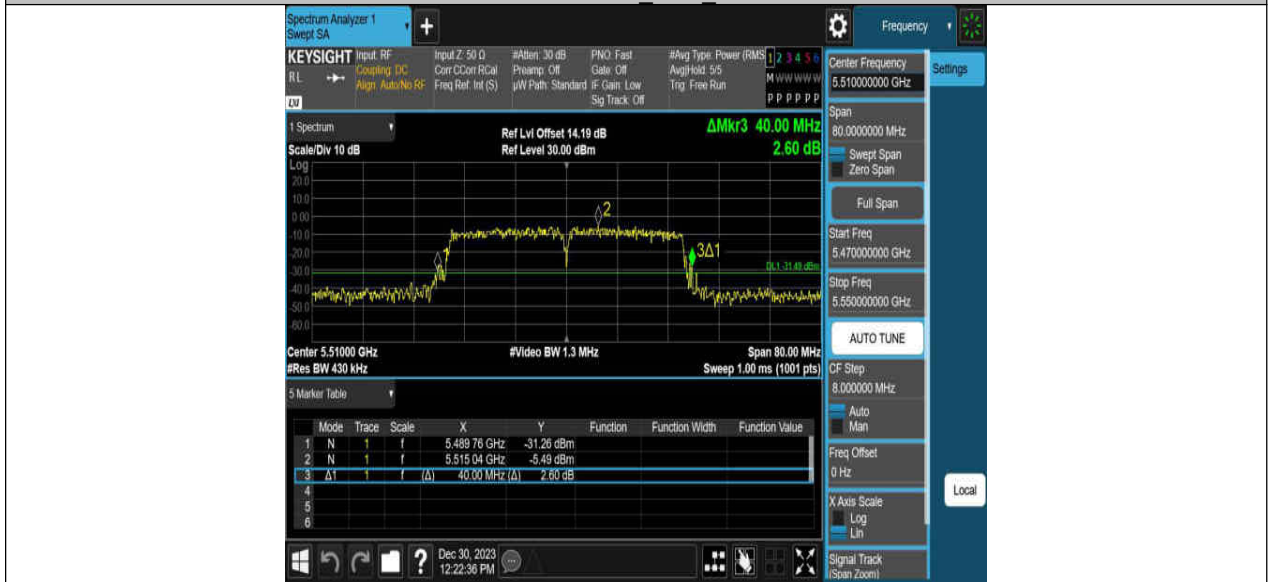 Spectrum Analyzer 1
Swept SA
+
Frequency
KEYSIGHT
RL
Input: RF
Coupling: DC
Align: Auto/No RF
Input Z: 50 Ω
Corr CCorr RCal
Freq Ref: Int (S)
#Atten: 30 dB
Preamp: Off
µW Path: Standard
PNO: Fast
Gate: Off
IF Gain: Low
Sig Track: Off
#Avg Type: Power (RMS
Avg|Hold: 5/5
Trig: Free Run
1 2 3 4 5 6
M W W W W W
P P P P P P
1 Spectrum
Scale/Div 10 dB
Ref Lvl Offset 14.19 dB
Ref Level 30.00 dBm
ΔMkr3 40.00 MHz
2.60 dB
Log
20.0
10.0
0.00
-10.0
-20.0
-30.0
-40.0
-50.0
-60.0
1
2
3Δ1
DL1 -31.49 dBm
Center 5.51000 GHz
#Res BW 430 kHz
#Video BW 1.3 MHz
Span 80.00 MHz
Sweep 1.00 ms (1001 pts)
5 Marker Table
Mode Trace Scale X Y Function Function Width Function Value
1 N 1 f 5.489 76 GHz -31.26 dBm
2 N 1 f 5.515 04 GHz -5.49 dBm
3 Δ1 1 f (Δ) 40.00 MHz (Δ) 2.60 dB
4
5
6
?
Dec 30, 2023
12:22:36 PM
Center Frequency
5.510000000 GHz
Span
80.0000000 MHz
Swept Span
Zero Span
Full Span
Start Freq
5.470000000 GHz
Stop Freq
5.550000000 GHz
AUTO TUNE
CF Step
8.000000 MHz
Auto
Man
Freq Offset
0 Hz
X Axis Scale
Log
Lin
Signal Track
(Span Zoom)
Settings
Local